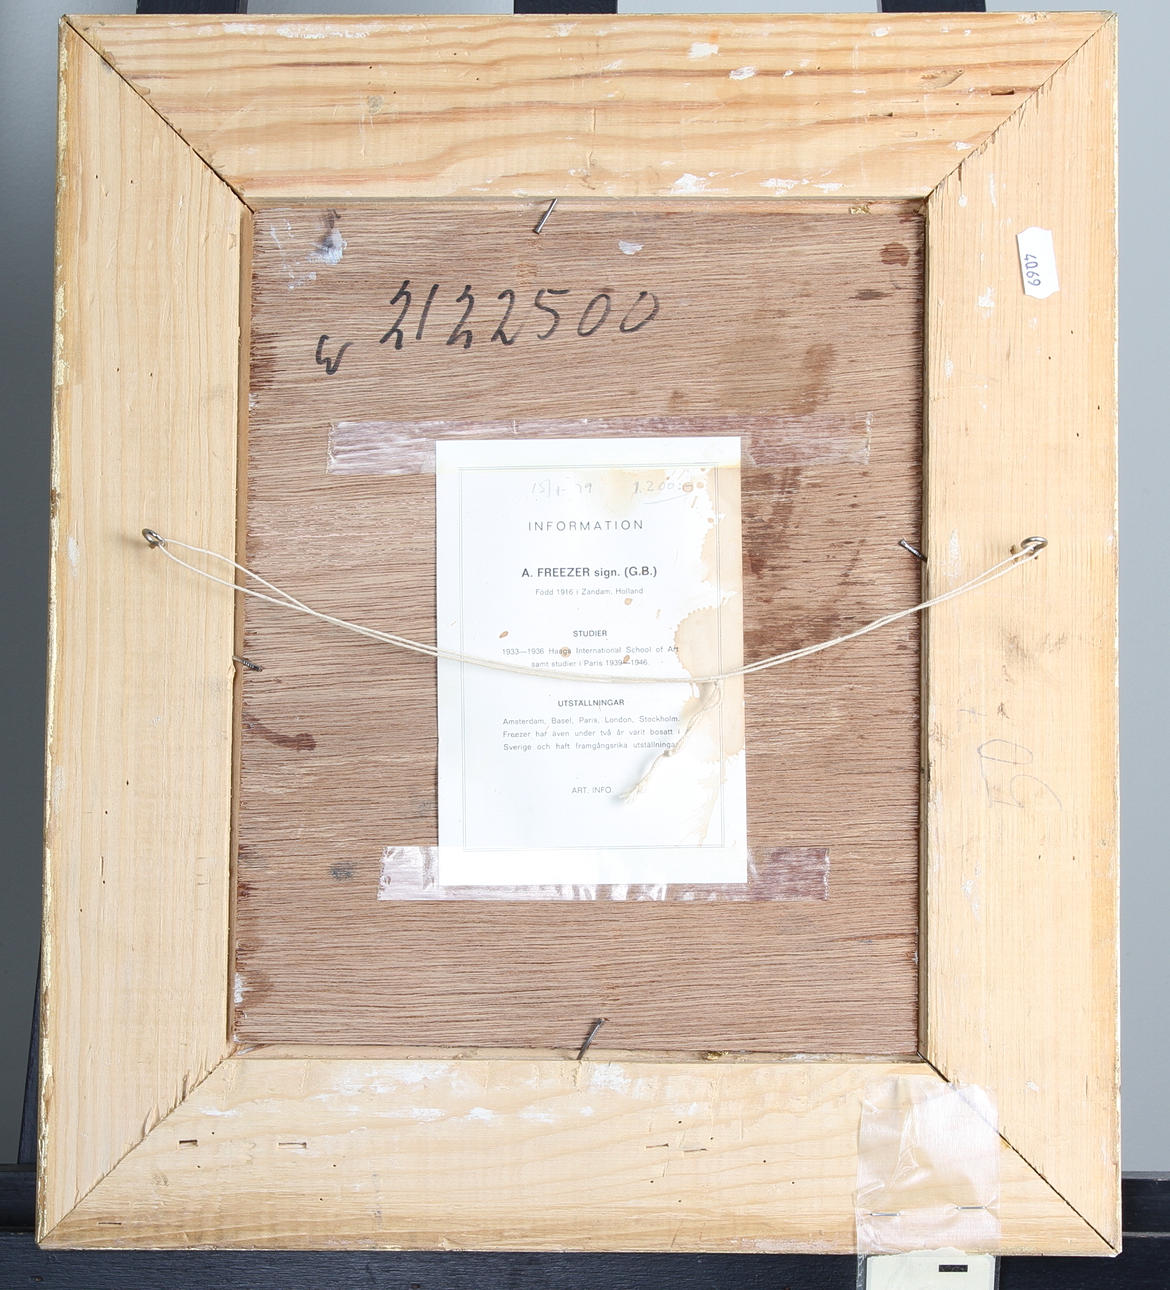 2122500
4069
15/1-79 1.200:-
INFORMATION
A. FREEZER sign. (G.B.)
Född 1916 i Zandam, Holland
STUDIER
1933—1936 Haags International School of Art
samt studier i Paris 1939—1946.
UTSTÄLLNINGAR
Amsterdam, Basel, Paris, London, Stockholm.
Freezer har även under två år varit bosatt i
Sverige och haft framgångsrika utställningar.
ART. INFO.